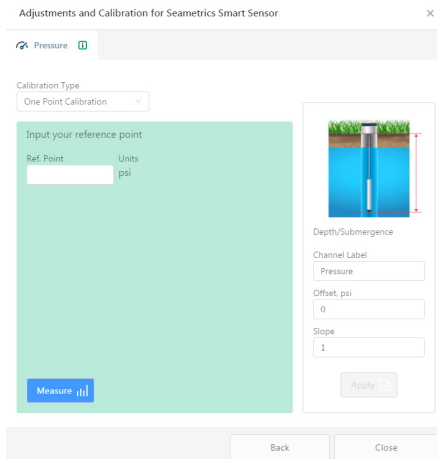 Adjustments and Calibration for Seametrics Smart Sensor
Pressure
Calibration Type
One Point Calibration
Input your reference point
Ref. Point Units
psi
Measure
Depth/Submergence
Channel Label
Pressure
Offset, psi
0
Slope
1
Apply
Back Close